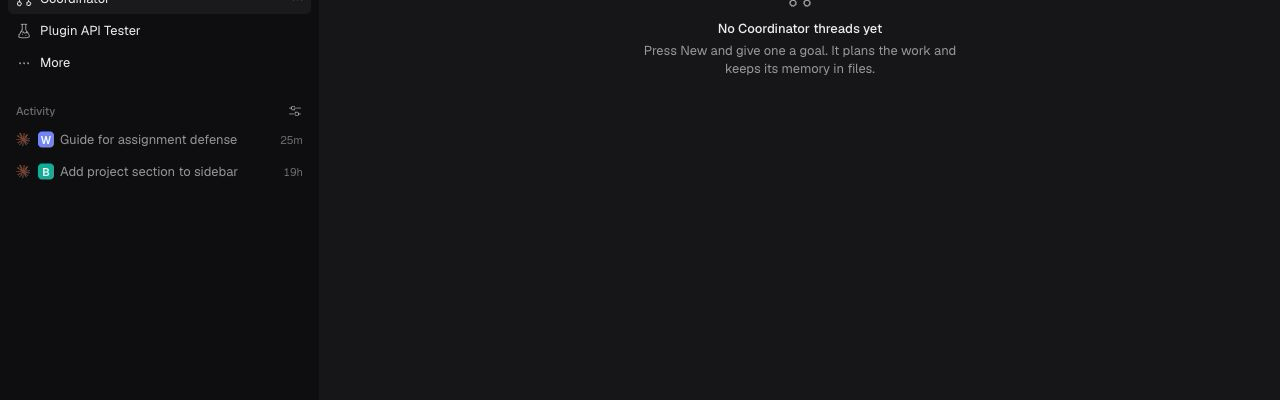 Coordinator
Plugin API Tester
More
Activity
W Guide for assignment defense 25m
B Add project section to sidebar 19h
No Coordinator threads yet
Press New and give one a goal. It plans the work and
keeps its memory in files.